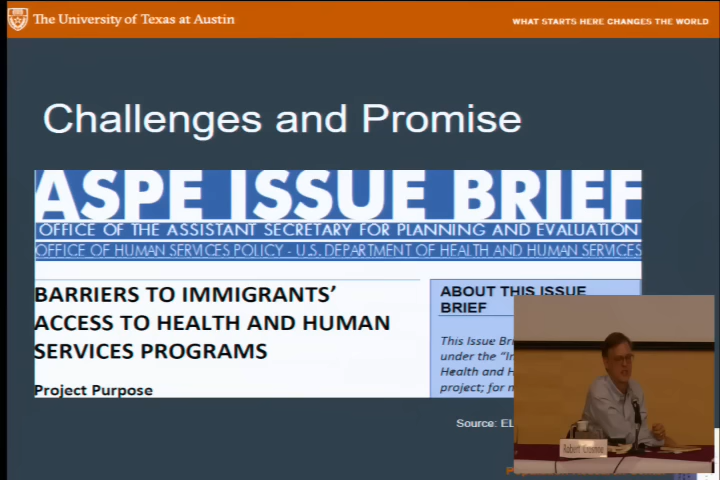 The University of Texas at Austin
WHAT STARTS HERE CHANGES THE WORLD
Challenges and Promise
ASPE ISSUE BRIEF
OFFICE OF THE ASSISTANT SECRETARY FOR PLANNING AND EVALUATION
OFFICE OF HUMAN SERVICES POLICY - U.S. DEPARTMENT OF HEALTH AND HUMAN SERVICES
BARRIERS TO IMMIGRANTS'
ACCESS TO HEALTH AND HUMAN
SERVICES PROGRAMS
Project Purpose
ABOUT THIS ISSUE
BRIEF
This Issue
under the
Health and
project; for
Source:
Robert